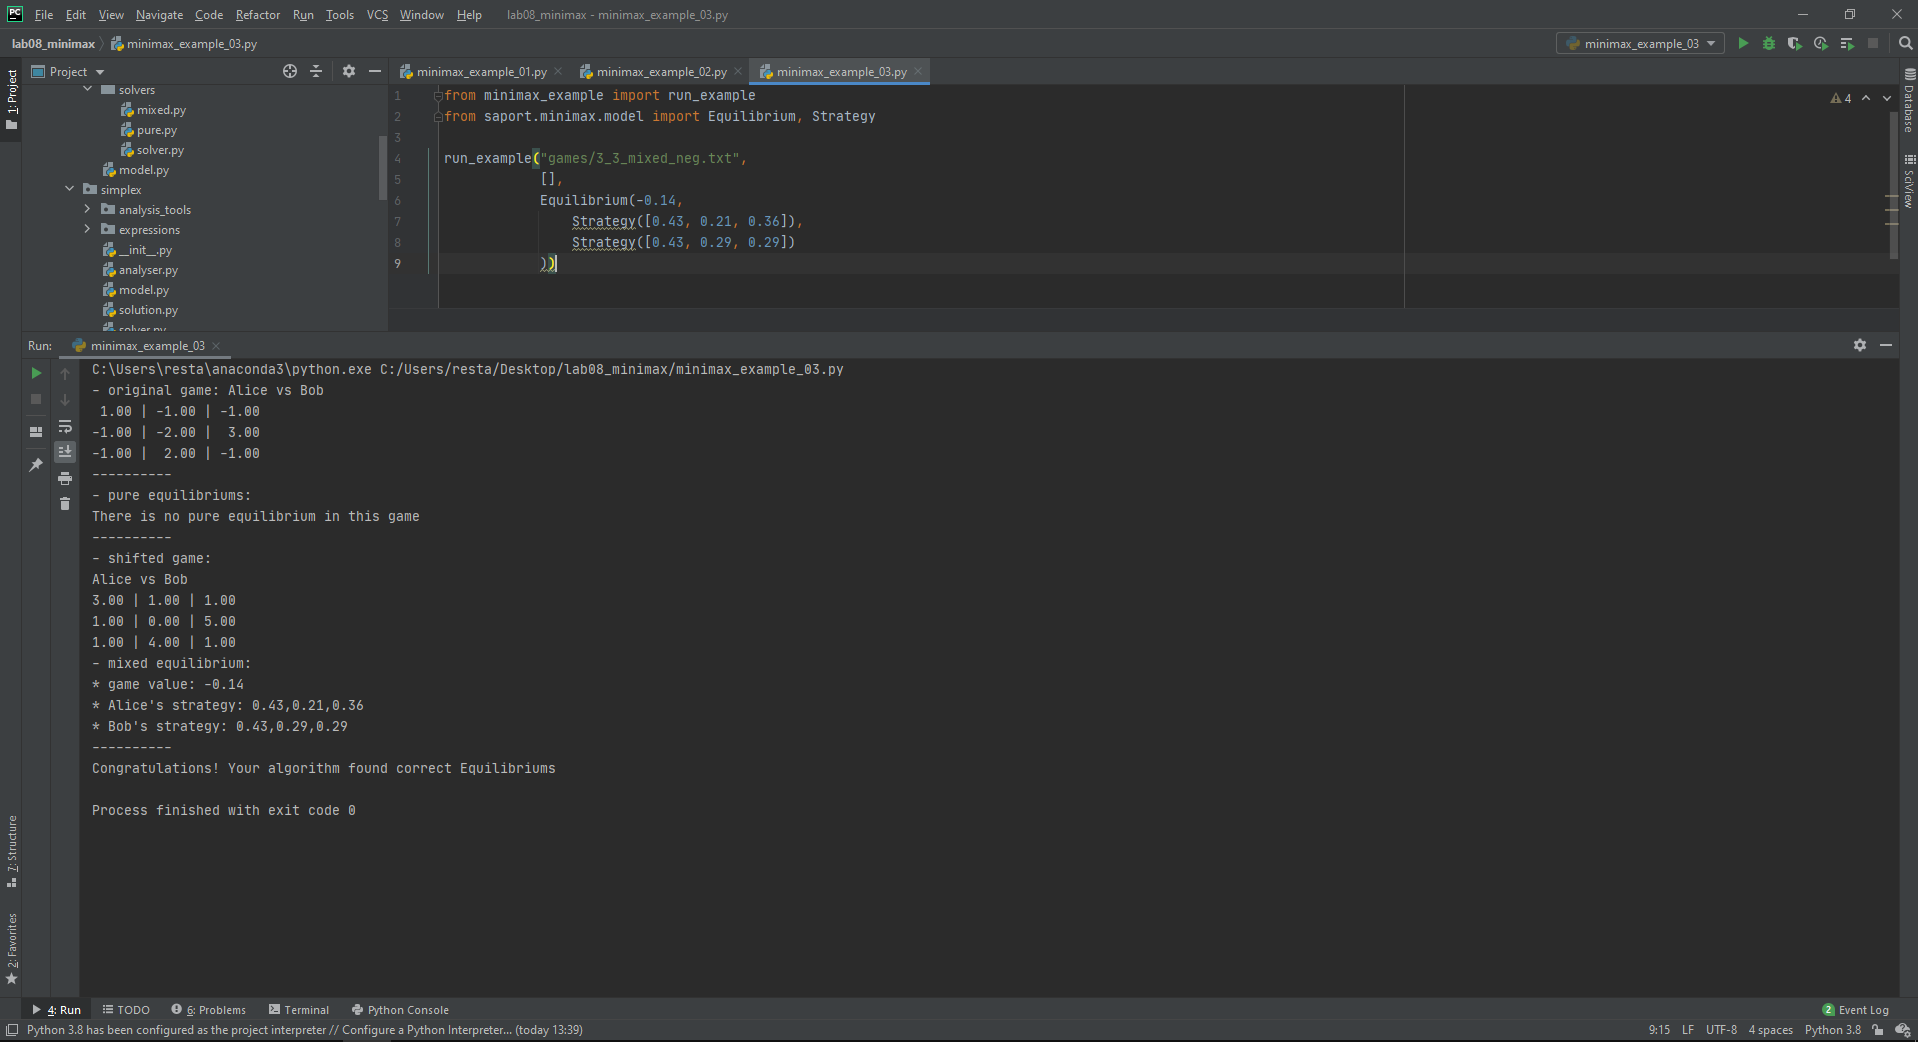 PC File Edit View Navigate Code Refactor Run Tools VCS Window Help lab08_minimax - minimax_example_03.py
lab08_minimax minimax_example_03.py minimax_example_03
1: Project
Project
solvers
mixed.py
pure.py
solver.py
model.py
simplex
analysis_tools
expressions
__init__.py
analyser.py
model.py
solution.py
solver.py
minimax_example_01.py minimax_example_02.py minimax_example_03.py
4
1 from minimax_example import run_example
2 from saport.minimax.model import Equilibrium, Strategy
3
4 run_example("games/3_3_mixed_neg.txt",
5 [],
6 Equilibrium(-0.14,
7 Strategy([0.43, 0.21, 0.36]),
8 Strategy([0.43, 0.29, 0.29])
9 ))
Database
SciView
Run: minimax_example_03
C:\Users\resta\anaconda3\python.exe C:/Users/resta/Desktop/lab08_minimax/minimax_example_03.py
- original game: Alice vs Bob
1.00 | -1.00 | -1.00
-1.00 | -2.00 | 3.00
-1.00 | 2.00 | -1.00
----------
- pure equilibriums:
There is no pure equilibrium in this game
----------
- shifted game:
Alice vs Bob
3.00 | 1.00 | 1.00
1.00 | 0.00 | 5.00
1.00 | 4.00 | 1.00
- mixed equilibrium:
* game value: -0.14
* Alice's strategy: 0.43,0.21,0.36
* Bob's strategy: 0.43,0.29,0.29
----------
Congratulations! Your algorithm found correct Equilibriums
Process finished with exit code 0
7: Structure
2: Favorites
4: Run TODO 6: Problems Terminal Python Console 2 Event Log
Python 3.8 has been configured as the project interpreter // Configure a Python Interpreter... (today 13:39) 9:15 LF UTF-8 4 spaces Python 3.8